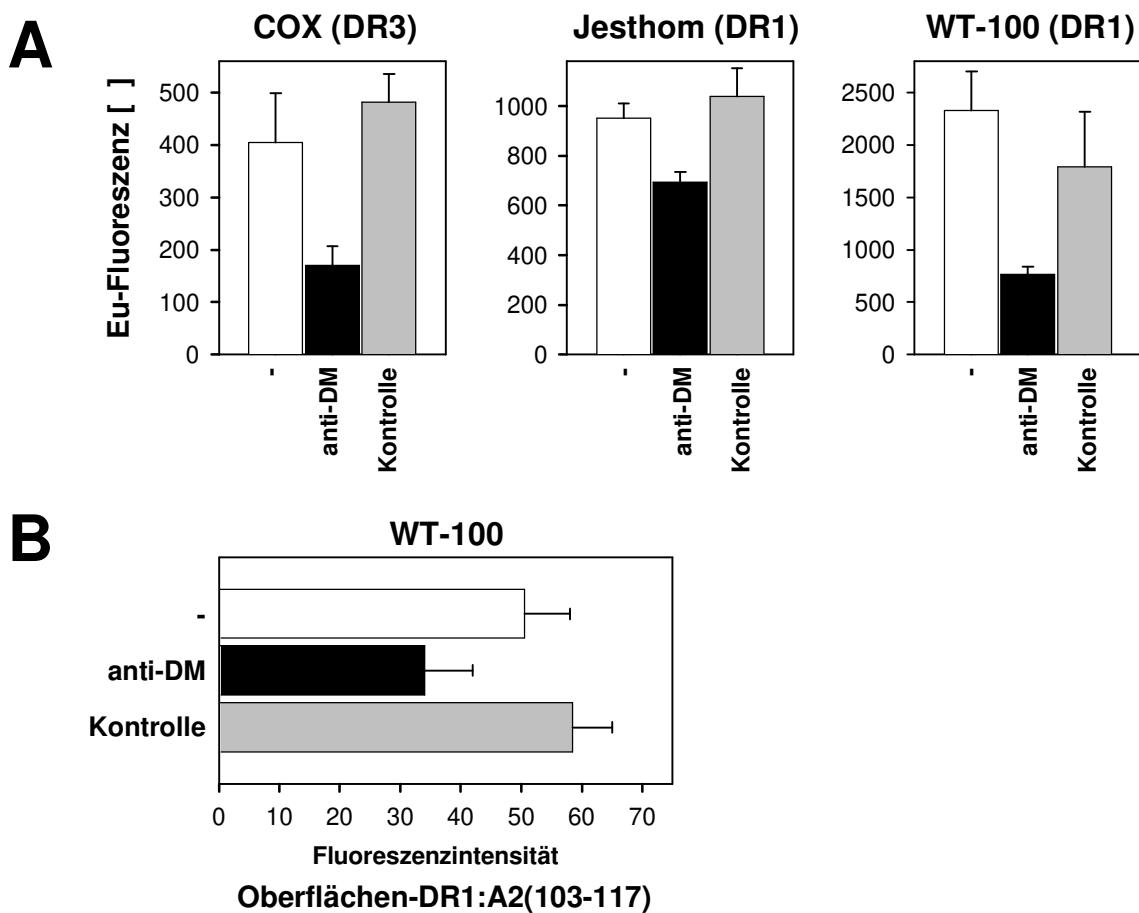 A
COX (DR3)
Jesthom (DR1)
WT-100 (DR1)
Eu-Fluoreszenz [ ]
500
400
300
200
100
0
1000
800
600
400
200
0
2500
2000
1500
1000
500
0
-
anti-DM
Kontrolle
-
anti-DM
Kontrolle
-
anti-DM
Kontrolle
B
WT-100
-
anti-DM
Kontrolle
0 10 20 30 40 50 60 70
Fluoreszenzintensität
Oberflächen-DR1:A2(103-117)